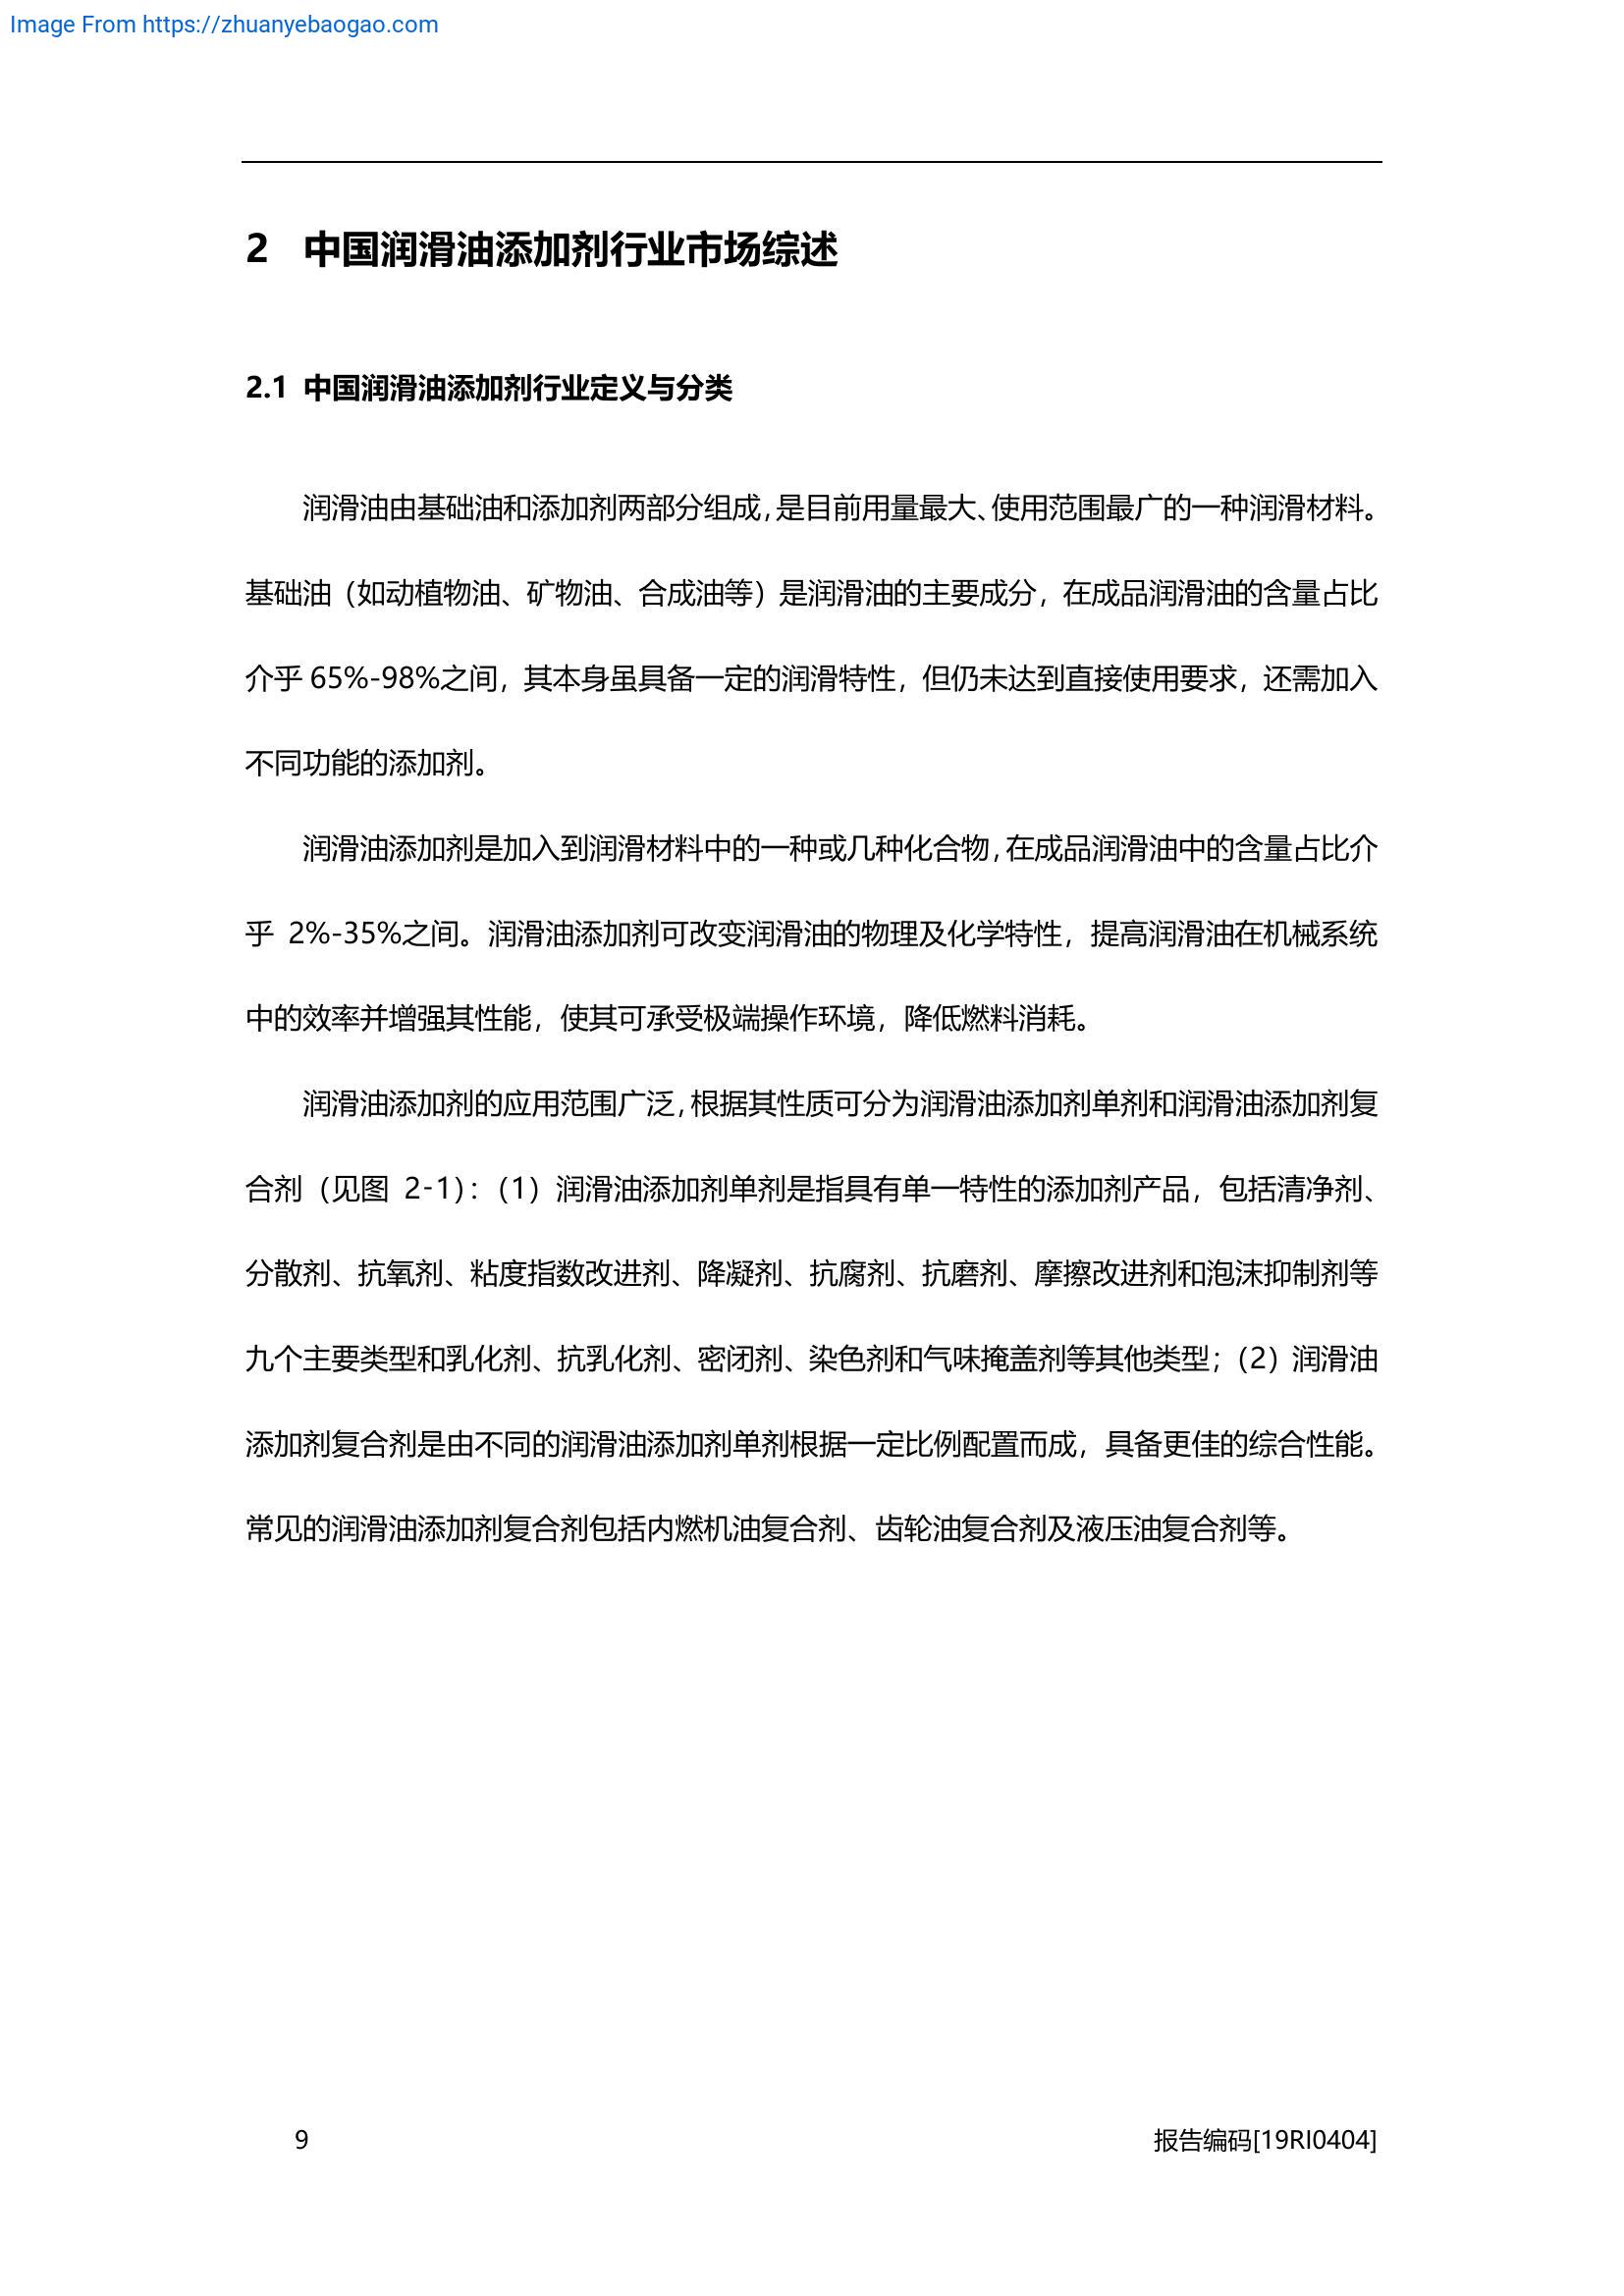 Image From https://zhuanyebaogao.com
2 中国润滑油添加剂行业市场综述
2.1 中国润滑油添加剂行业定义与分类
润滑油由基础油和添加剂两部分组成，是目前用量最大、使用范围最广的一种润滑材料。
基础油（如动植物油、矿物油、合成油等）是润滑油的主要成分，在成品润滑油的含量占比
介乎 65%-98%之间，其本身虽具备一定的润滑特性，但仍未达到直接使用要求，还需加入
不同功能的添加剂。
润滑油添加剂是加入到润滑材料中的一种或几种化合物，在成品润滑油中的含量占比介
乎 2%-35%之间。润滑油添加剂可改变润滑油的物理及化学特性，提高润滑油在机械系统
中的效率并增强其性能，使其可承受极端操作环境，降低燃料消耗。
润滑油添加剂的应用范围广泛，根据其性质可分为润滑油添加剂单剂和润滑油添加剂复
合剂（见图 2-1）：（1）润滑油添加剂单剂是指具有单一特性的添加剂产品，包括清净剂、
分散剂、抗氧剂、粘度指数改进剂、降凝剂、抗腐剂、抗磨剂、摩擦改进剂和泡沫抑制剂等
九个主要类型和乳化剂、抗乳化剂、密闭剂、染色剂和气味掩盖剂等其他类型；（2）润滑油
添加剂复合剂是由不同的润滑油添加剂单剂根据一定比例配置而成，具备更佳的综合性能。
常见的润滑油添加剂复合剂包括内燃机油复合剂、齿轮油复合剂及液压油复合剂等。
9 报告编码[19RI0404]